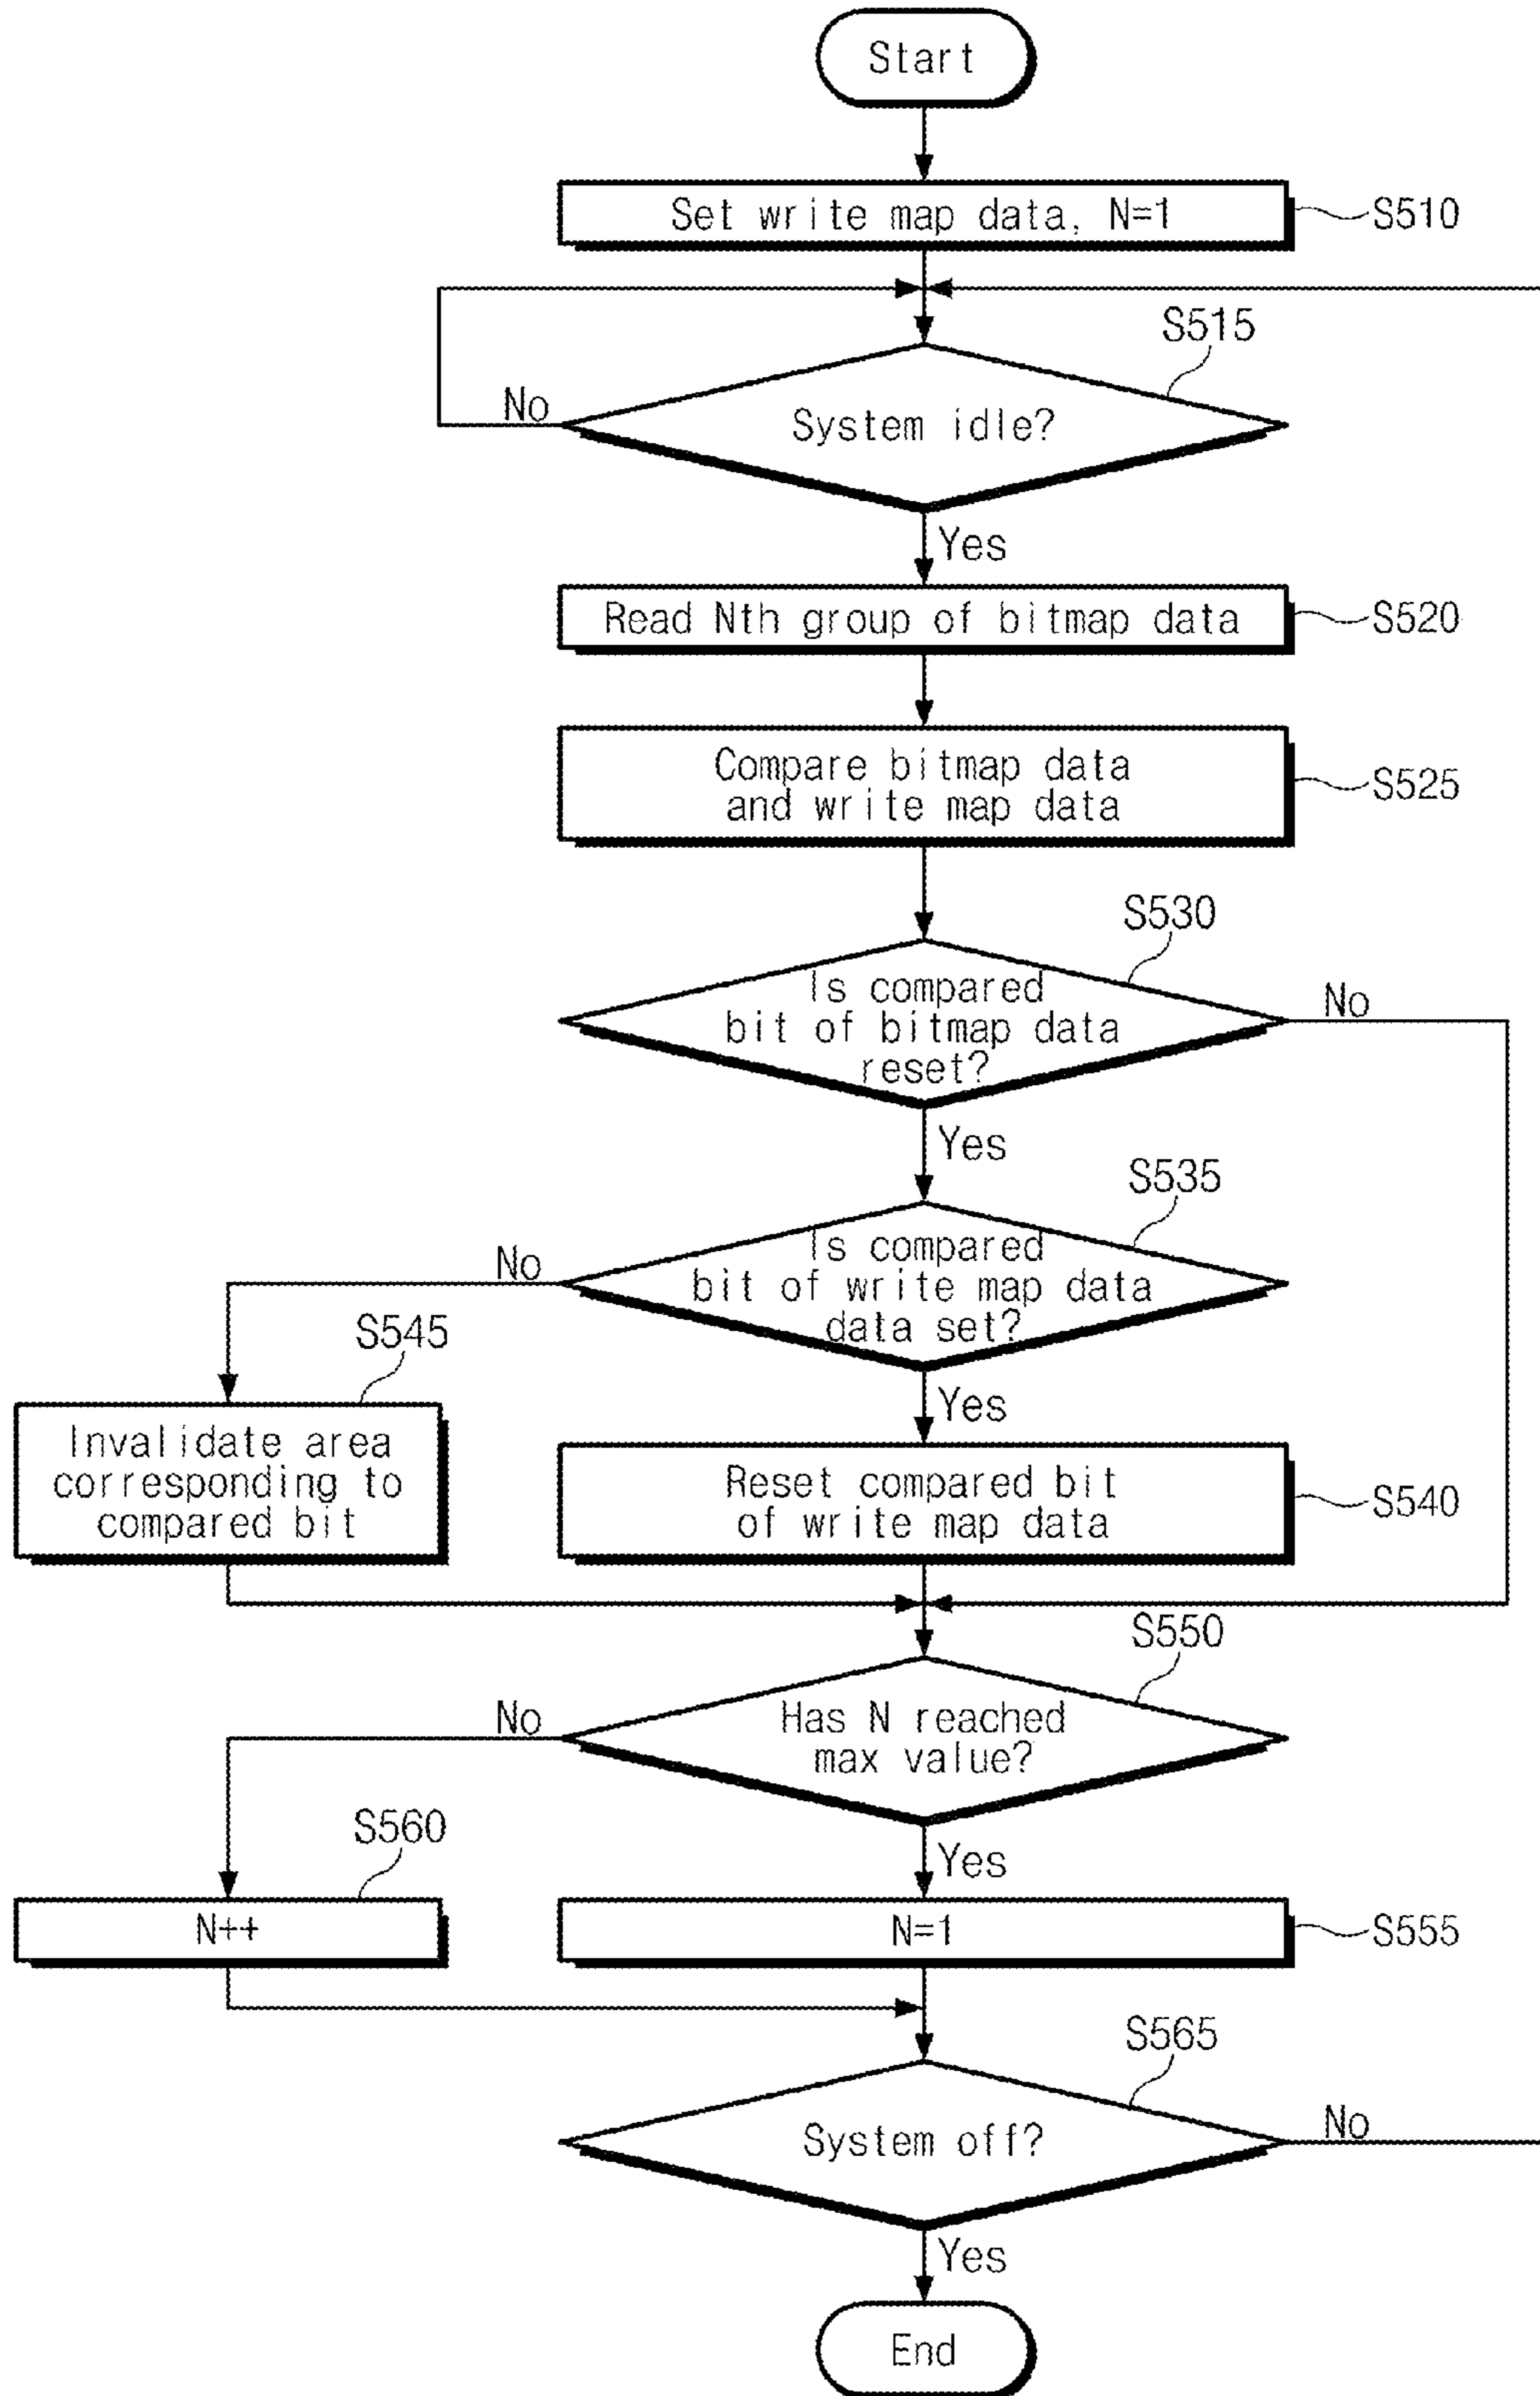 Start
Set write map data, N=1
S510
S515
System idle?
No
Yes
Read Nth group of bitmap data
S520
Compare bitmap data
and write map data
S525
S530
Is compared
bit of bitmap data
reset?
No
Yes
S535
Is compared
bit of write map data
data set?
No
S545
Yes
Invalidate area
corresponding to
compared bit
Reset compared bit
of write map data
S540
S550
Has N reached
max value?
No
S560
Yes
N++
N=1
S555
S565
System off?
No
Yes
End